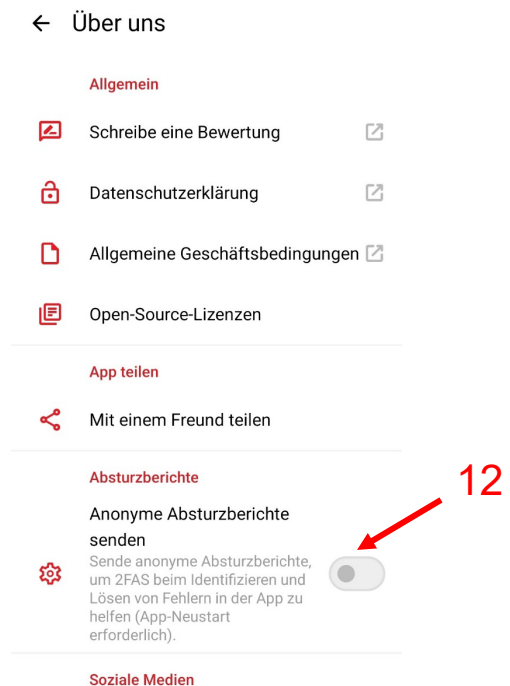 Über uns
Allgemein
Schreibe eine Bewertung
Datenschutzerklärung
Allgemeine Geschäftsbedingungen
Open-Source-Lizenzen
App teilen
Mit einem Freund teilen
Absturzberichte
12
Anonyme Absturzberichte
senden
Sende anonyme Absturzberichte,
um 2FAS beim Identifizieren und
Lösen von Fehlern in der App zu
helfen (App-Neustart
erforderlich).
Soziale Medien